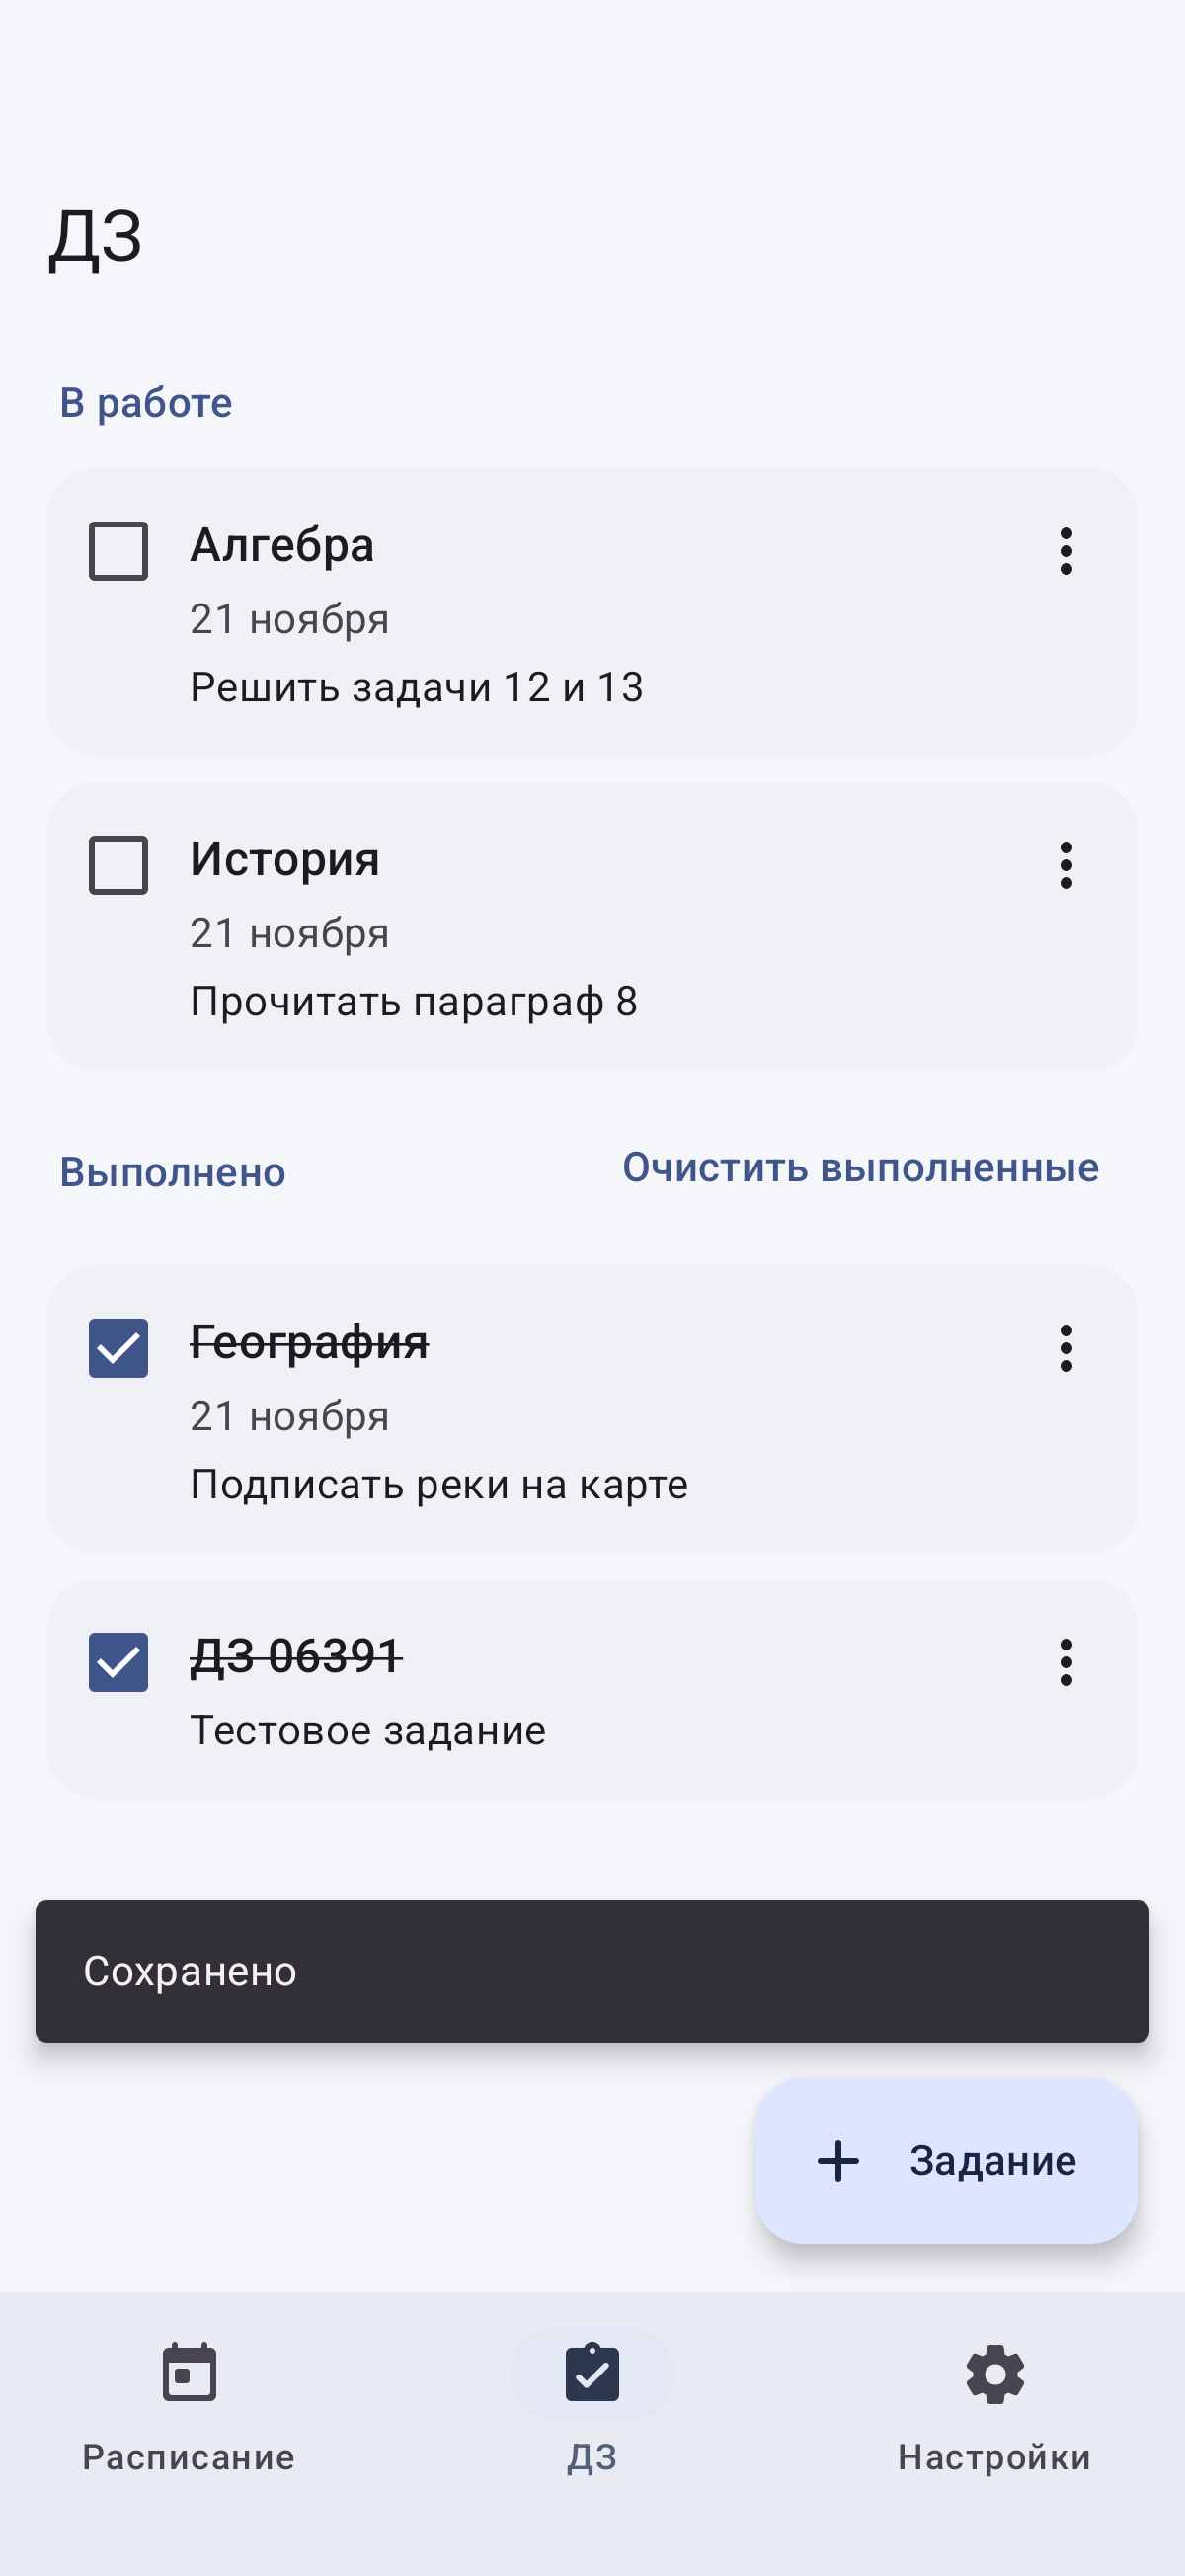 ДЗ
В работе
Алгебра
21 ноября
Решить задачи 12 и 13
История
21 ноября
Прочитать параграф 8
Выполнено
Очистить выполненные
География
21 ноября
Подписать реки на карте
ДЗ 06391
Тестовое задание
Сохранено
Задание
Расписание
ДЗ
Настройки